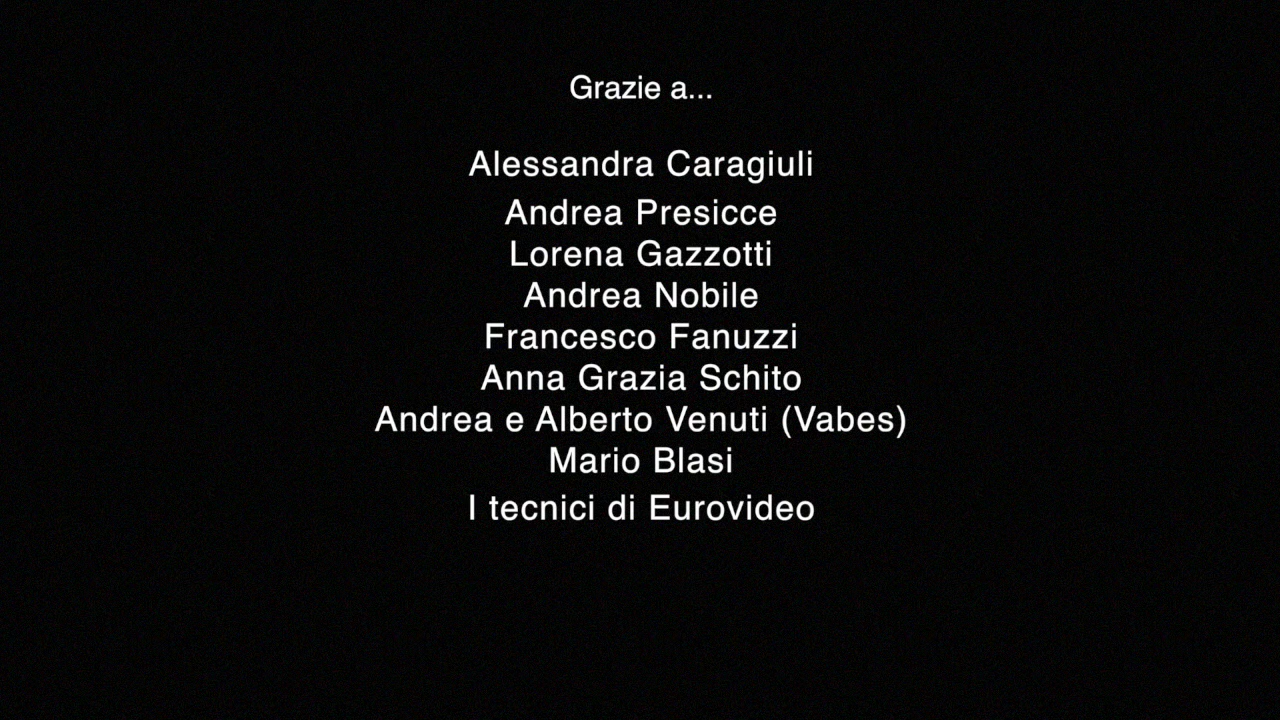 Grazie a...
Alessandra Caragiuli
Andrea Presicce
Lorena Gazzotti
Andrea Nobile
Francesco Fanuzzi
Anna Grazia Schito
Andrea e Alberto Venuti (Vabes)
Mario Blasi
I tecnici di Eurovideo